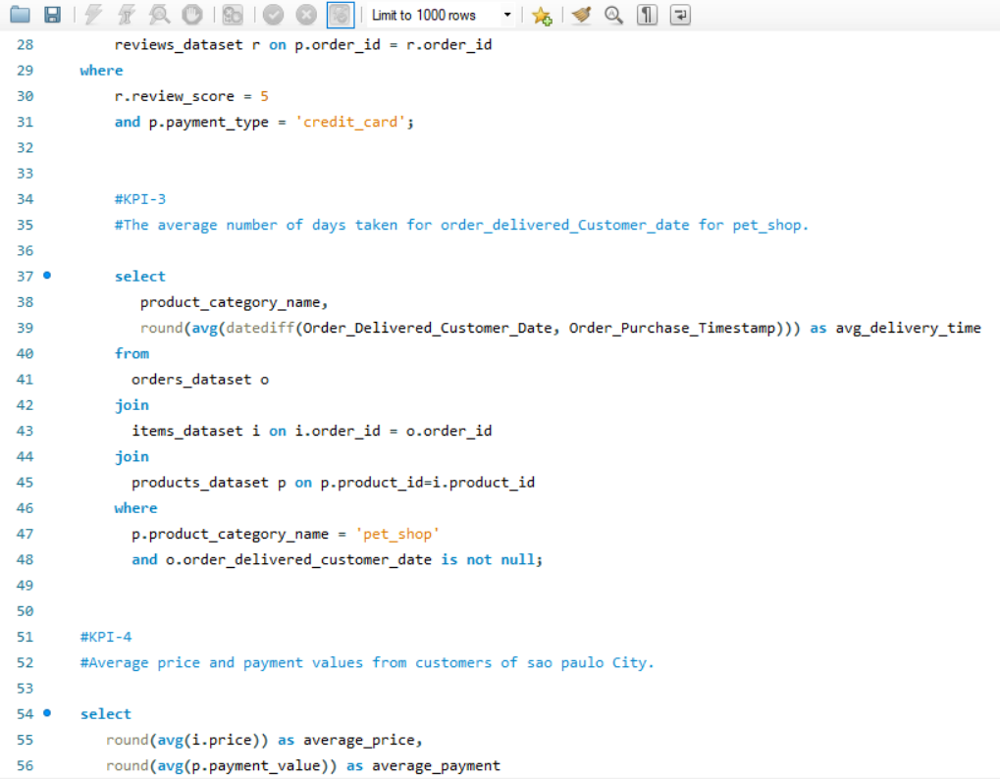 Limit to 1000 rows
28 reviews_dataset r on p.order_id = r.order_id
29 where
30 r.review_score = 5
31 and p.payment_type = 'credit_card';
32
33
34 #KPI-3
35 #The average number of days taken for order_delivered_Customer_date for pet_shop.
36
37 select
38 product_category_name,
39 round(avg(datediff(Order_Delivered_Customer_Date, Order_Purchase_Timestamp))) as avg_delivery_time
40 from
41 orders_dataset o
42 join
43 items_dataset i on i.order_id = o.order_id
44 join
45 products_dataset p on p.product_id=i.product_id
46 where
47 p.product_category_name = 'pet_shop'
48 and o.order_delivered_customer_date is not null;
49
50
51 #KPI-4
52 #Average price and payment values from customers of sao paulo City.
53
54 select
55 round(avg(i.price)) as average_price,
56 round(avg(p.payment_value)) as average_payment